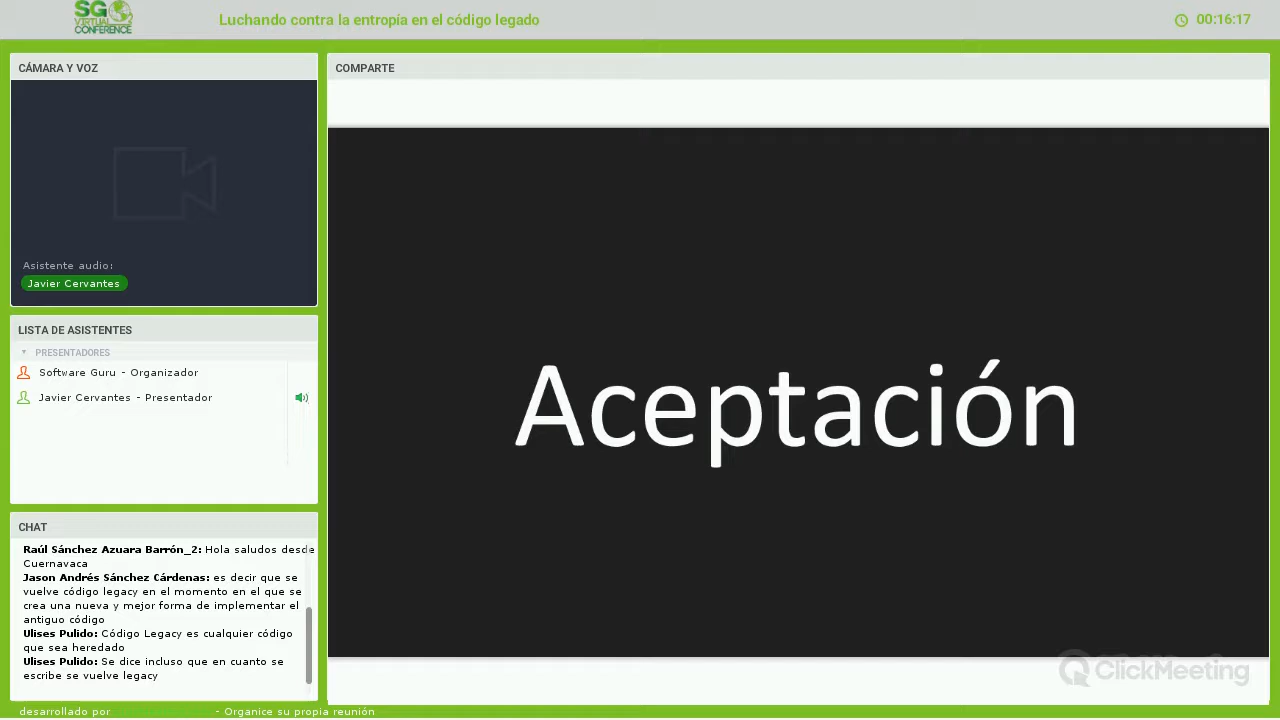 SG
VIRTUAL
CONFERENCE
Luchando contra la entropía en el código legado
00:16:17
CÁMARA Y VOZ
Asistente audio:
Javier Cervantes
LISTA DE ASISTENTES
PRESENTADORES
Software Guru - Organizador
Javier Cervantes - Presentador
CHAT
Raúl Sánchez Azuara Barrón_2: Hola saludos desde
Cuernavaca
Jason Andrés Sánchez Cárdenas: es decir que se
vuelve código legacy en el momento en el que se
crea una nueva y mejor forma de implementar el
antiguo código
Ulises Pulido: Código Legacy es cualquier código
que sea heredado
Ulises Pulido: Se dice incluso que en cuanto se
escribe se vuelve legacy
COMPARTE
Aceptación
ClickMeeting
desarrollado por - Organice su propia reunión